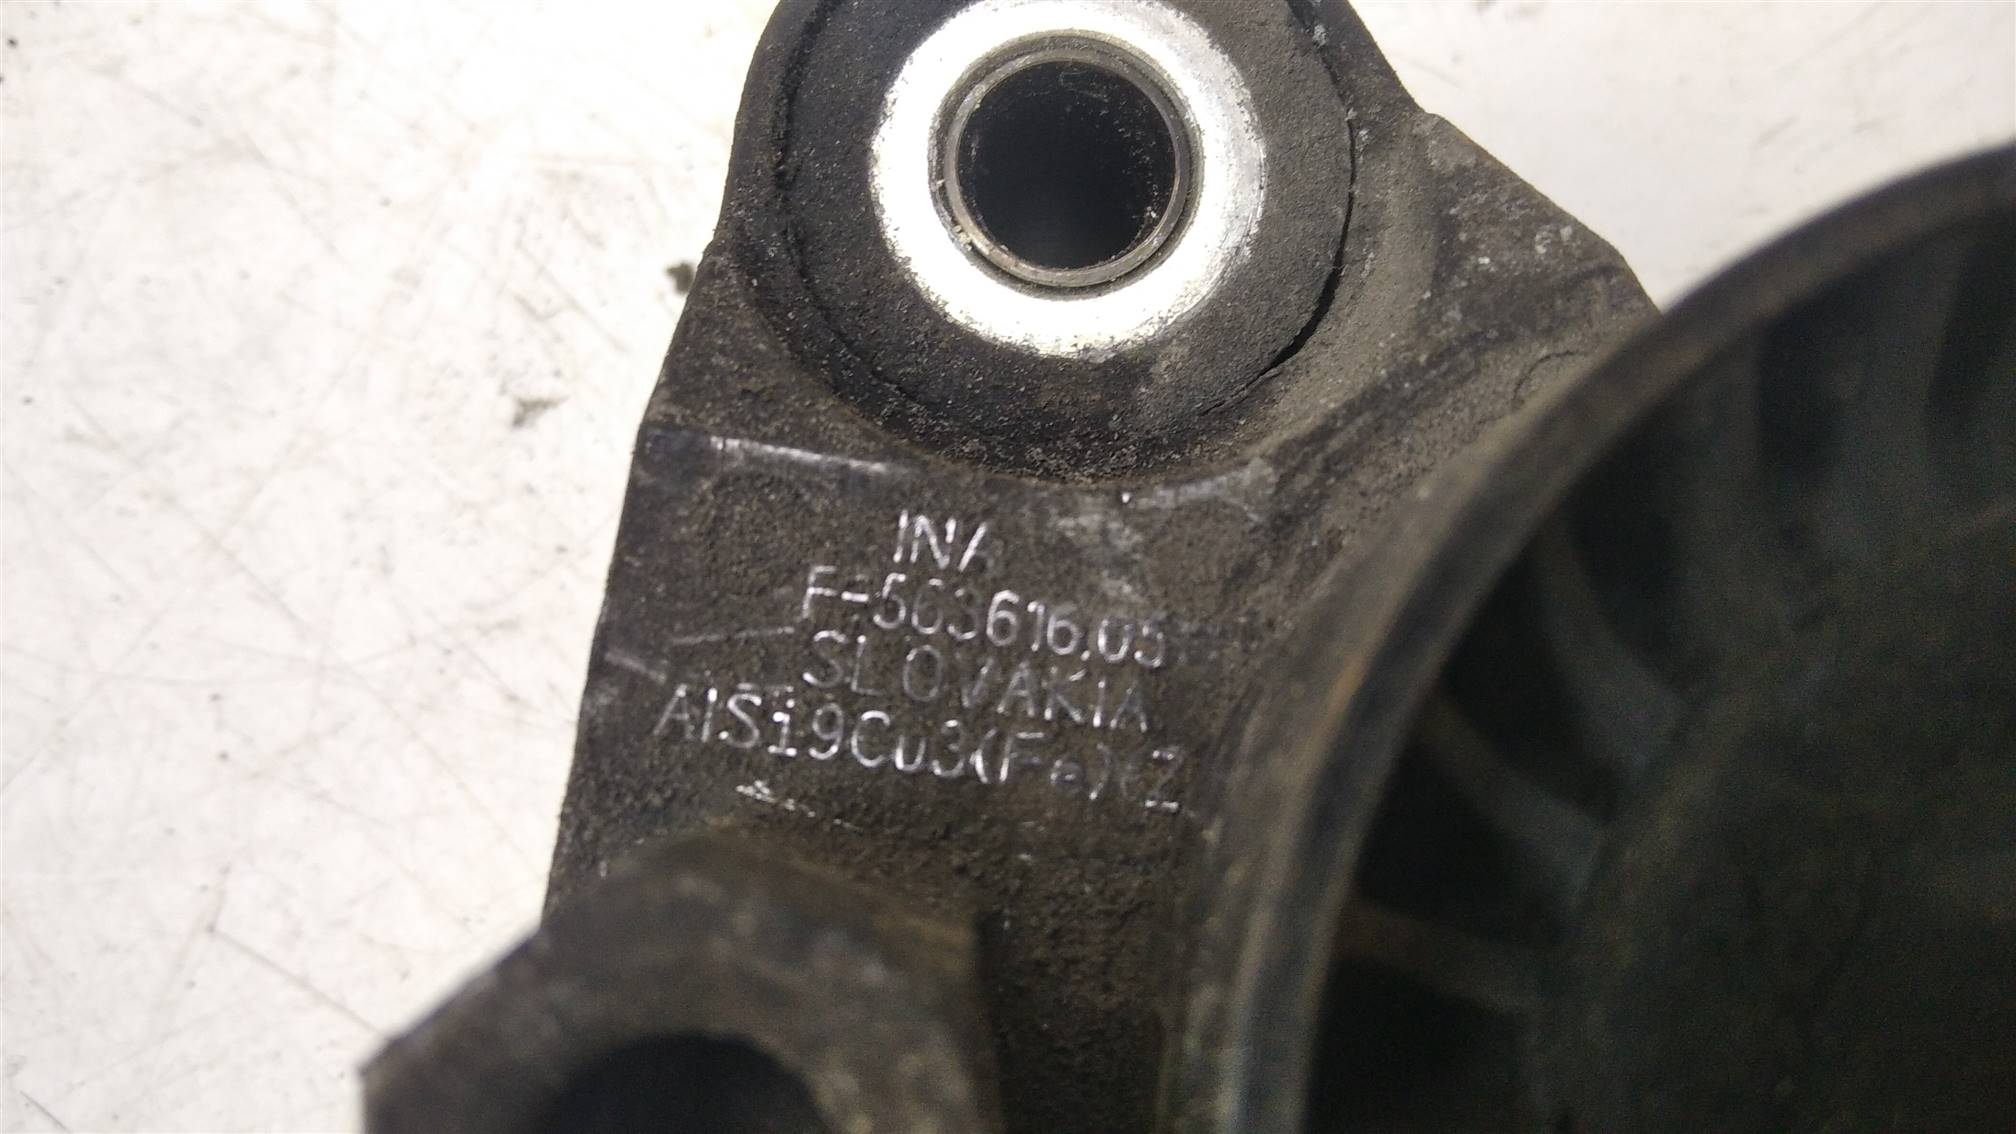 INA
F-563616.05
SLOVAKIA
AlSi9Cu3(Fe)(Z